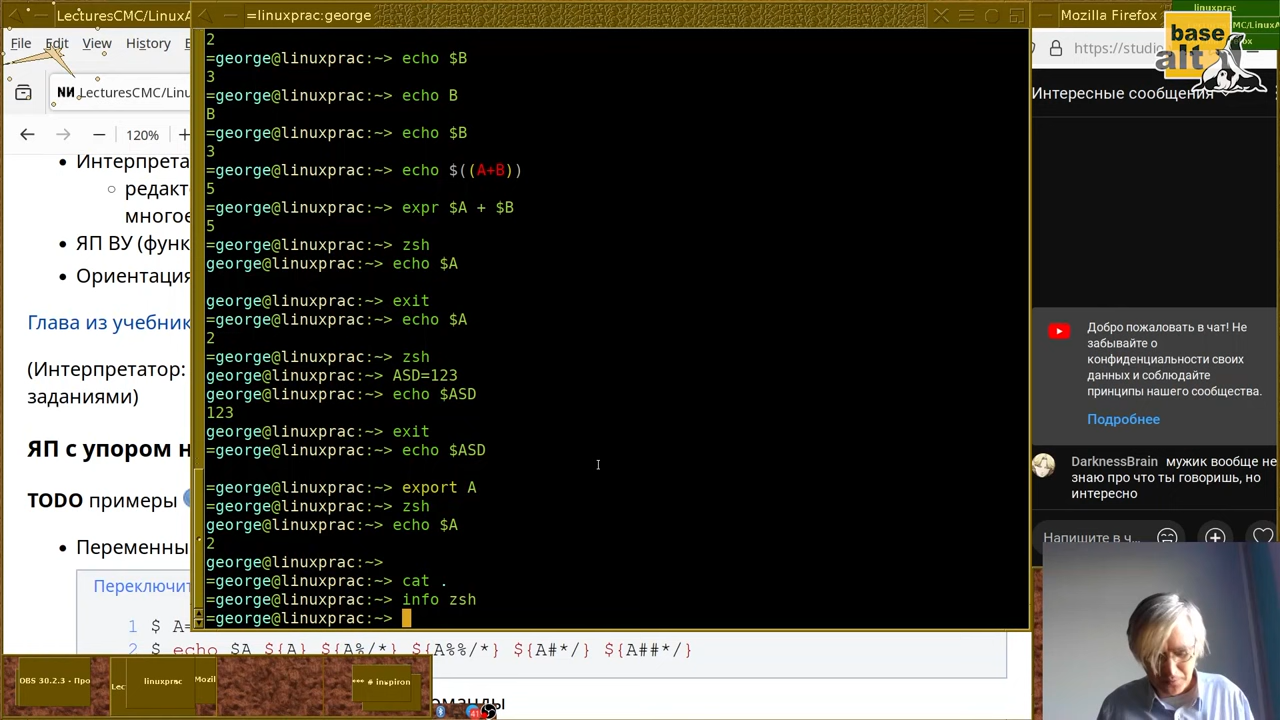 LecturesCMC/LinuxA
=linuxprac:george
Mozilla Firefox
linuxprac
base
alt
File Edit View History
https://studio
LecturesCMC/Linu
Интересные сообщения
120%
Интерпрета
редакт
многое
ЯП ВУ (функ
Ориентация
Глава из учебник
(Интерпретатор:
заданиями)
ЯП с упором н
TODO примеры
Переменны
Переключит
1 $ A=
2 $ echo $A ${A} ${A%/*} ${A%%/*} ${A#*/} ${A##*/}
оманды
2
=george@linuxprac:~> echo $B
3
=george@linuxprac:~> echo B
B
=george@linuxprac:~> echo $B
3
=george@linuxprac:~> echo $((A+B))
5
=george@linuxprac:~> expr $A + $B
5
=george@linuxprac:~> zsh
george@linuxprac:~> echo $A
george@linuxprac:~> exit
=george@linuxprac:~> echo $A
2
=george@linuxprac:~> zsh
george@linuxprac:~> ASD=123
george@linuxprac:~> echo $ASD
123
george@linuxprac:~> exit
=george@linuxprac:~> echo $ASD
=george@linuxprac:~> export A
=george@linuxprac:~> zsh
george@linuxprac:~> echo $A
2
george@linuxprac:~>
=george@linuxprac:~> cat .
=george@linuxprac:~> info zsh
=george@linuxprac:~>
Добро пожаловать в чат! Не
забывайте о
конфиденциальности своих
данных и соблюдайте
принципы нашего сообщества.
Подробнее
DarknessBrain мужик вообще не
знаю про что ты говоришь, но
интересно
Напишите в ч...
OBS 30.2.3 - Про
Lec
linuxprac
Mozil
*** # inspiron
41